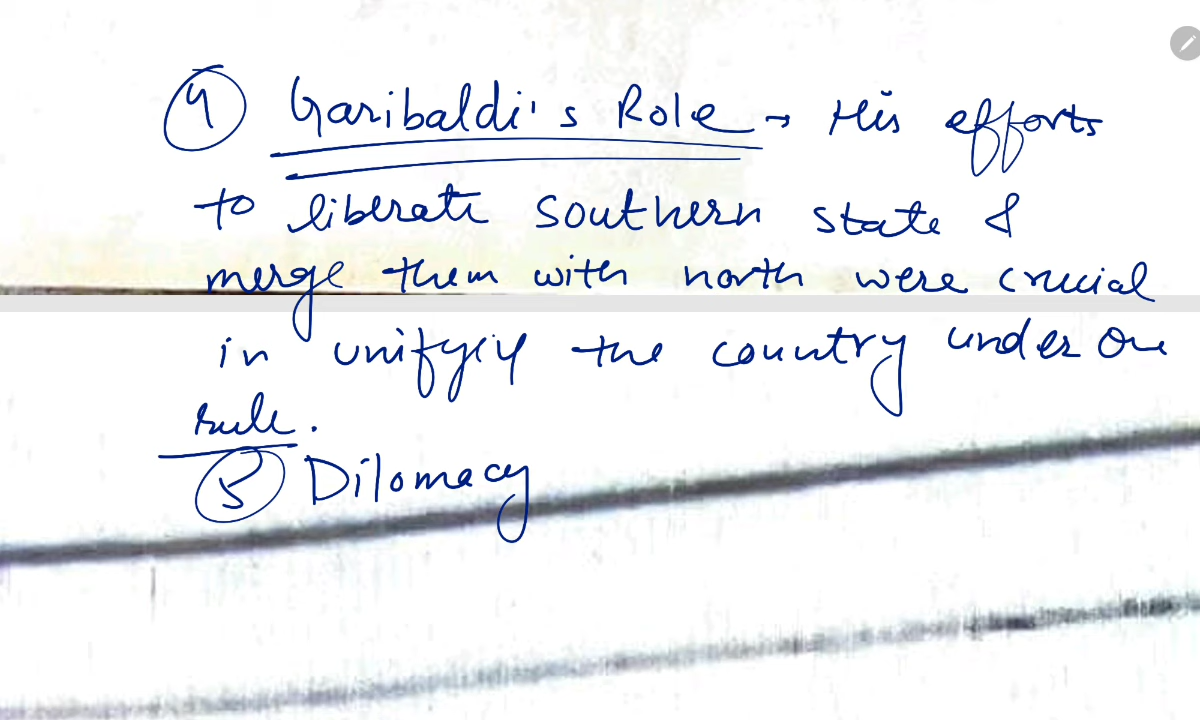 ④ Garibaldi's Role → His efforts
to liberate southern state &
merge them with north were crucial
in unifyiy the country under one
rule.
⑤ Dilomacy